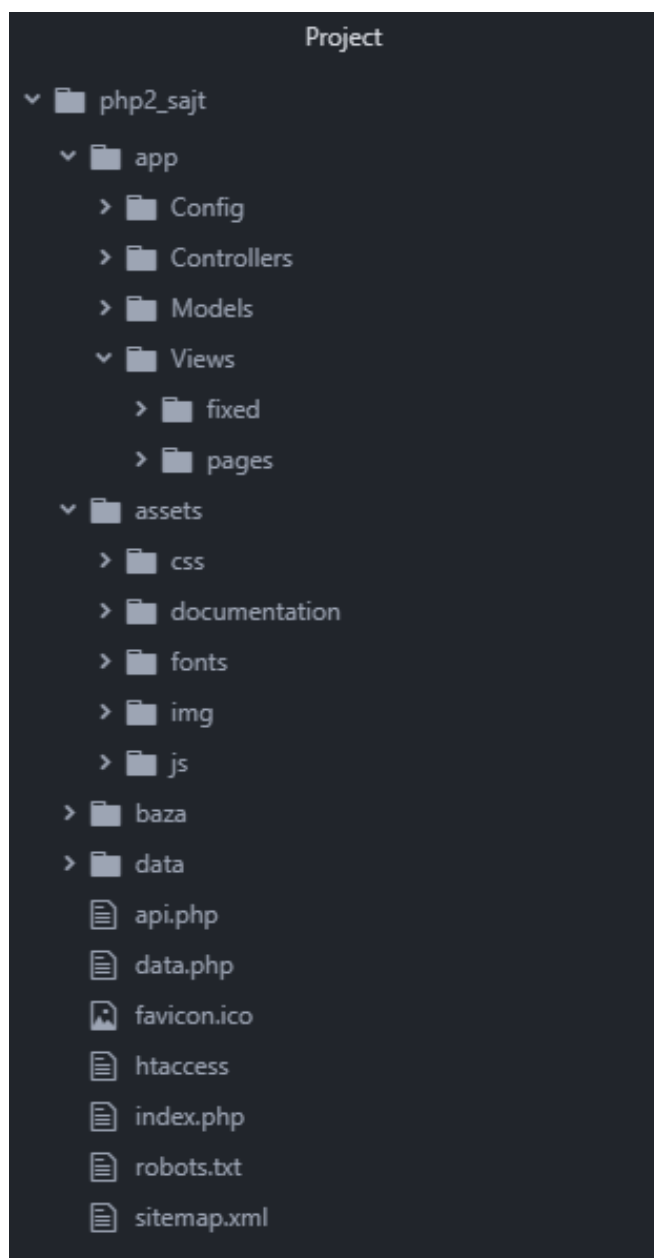 Project
php2_sajt
app
Config
Controllers
Models
Views
fixed
pages
assets
css
documentation
fonts
img
js
baza
data
api.php
data.php
favicon.ico
htaccess
index.php
robots.txt
sitemap.xml